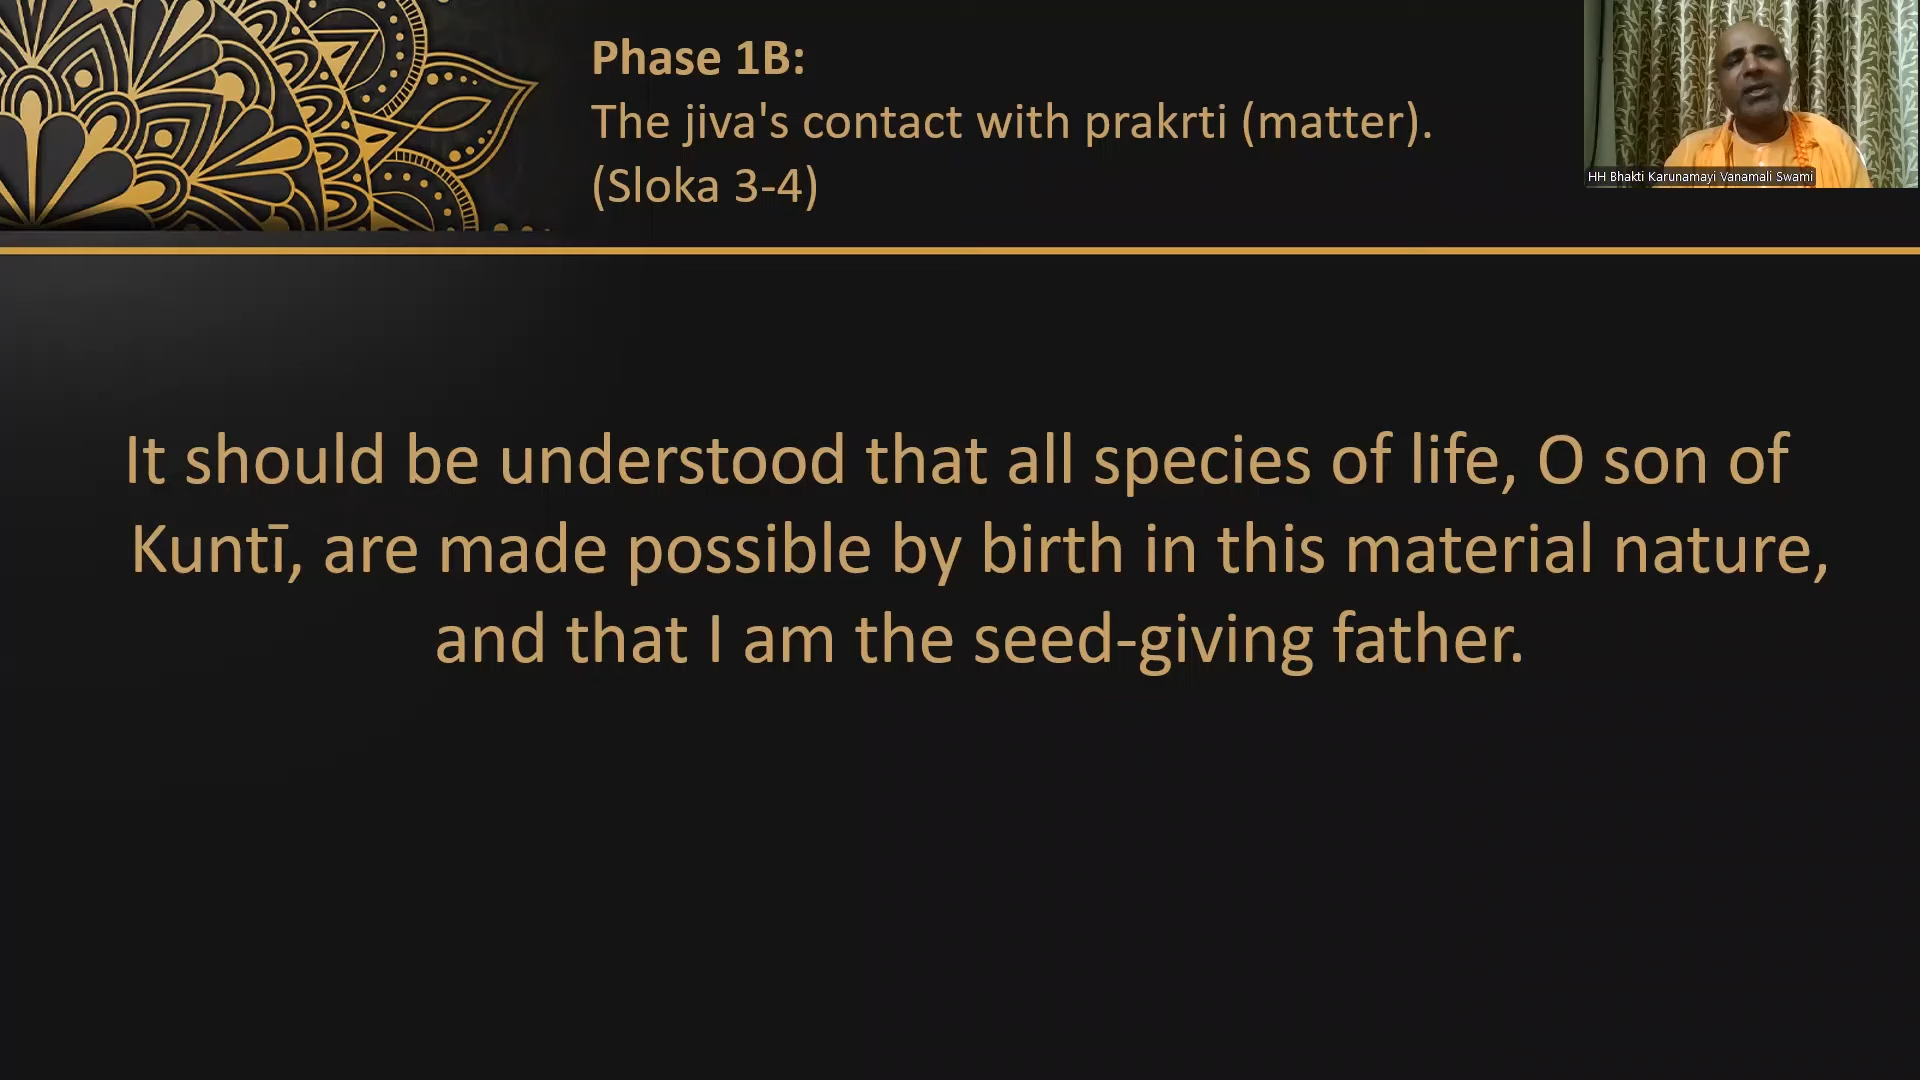 Phase 1B:
The jiva's contact with prakrti (matter).
(Sloka 3-4)
HH Bhakti Karunamayi Vanamali Swami
It should be understood that all species of life, O son of
Kuntī, are made possible by birth in this material nature,
and that I am the seed-giving father.